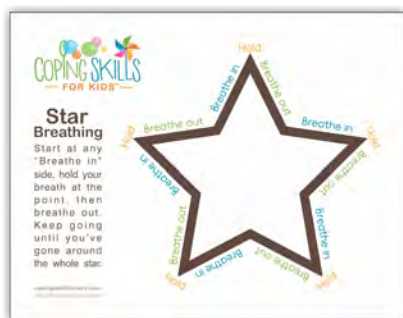 COPING SKILLS
FOR KIDS™
Star
Breathing
Start at any
"Breathe in"
side, hold your
breath at the
point, then
breathe out.
Keep going
until you've
gone around
the whole star.
Hold
Breathe out
Breathe in
Hold
Breathe out
Breathe in
Hold
Breathe out
Breathe in
Hold
Breathe out
Breathe in
Hold
Breathe out
Breathe in